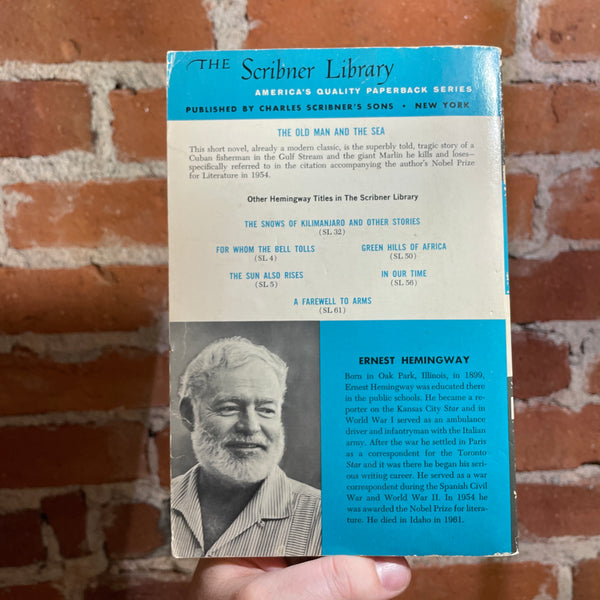 THE Scribner Library
AMERICA'S QUALITY PAPERBACK SERIES
PUBLISHED BY CHARLES SCRIBNER'S SONS • NEW YORK
THE OLD MAN AND THE SEA
This short novel, already a modern classic, is the superbly told, tragic story of a
Cuban fisherman in the Gulf Stream and the giant Marlin he kills and loses—
specifically referred to in the citation accompanying the author's Nobel Prize
for Literature in 1954.
Other Hemingway Titles in The Scribner Library
THE SNOWS OF KILIMANJARO AND OTHER STORIES
(SL 32)
FOR WHOM THE BELL TOLLS
(SL 4)
GREEN HILLS OF AFRICA
(SL 50)
THE SUN ALSO RISES
(SL 5)
IN OUR TIME
(SL 56)
A FAREWELL TO ARMS
(SL 61)
ERNEST HEMINGWAY
Born in Oak Park, Illinois, in 1899,
Ernest Hemingway was educated there
in the public schools. He became a re-
porter on the Kansas City Star and in
World War I served as an ambulance
driver and infantryman with the Italian
army. After the war he settled in Paris
as a correspondent for the Toronto
Star and it was there he began his seri-
ous writing career. He served as a war
correspondent during the Spanish Civil
War and World War II. In 1954 he
was awarded the Nobel Prize for litera-
ture. He died in Idaho in 1961.